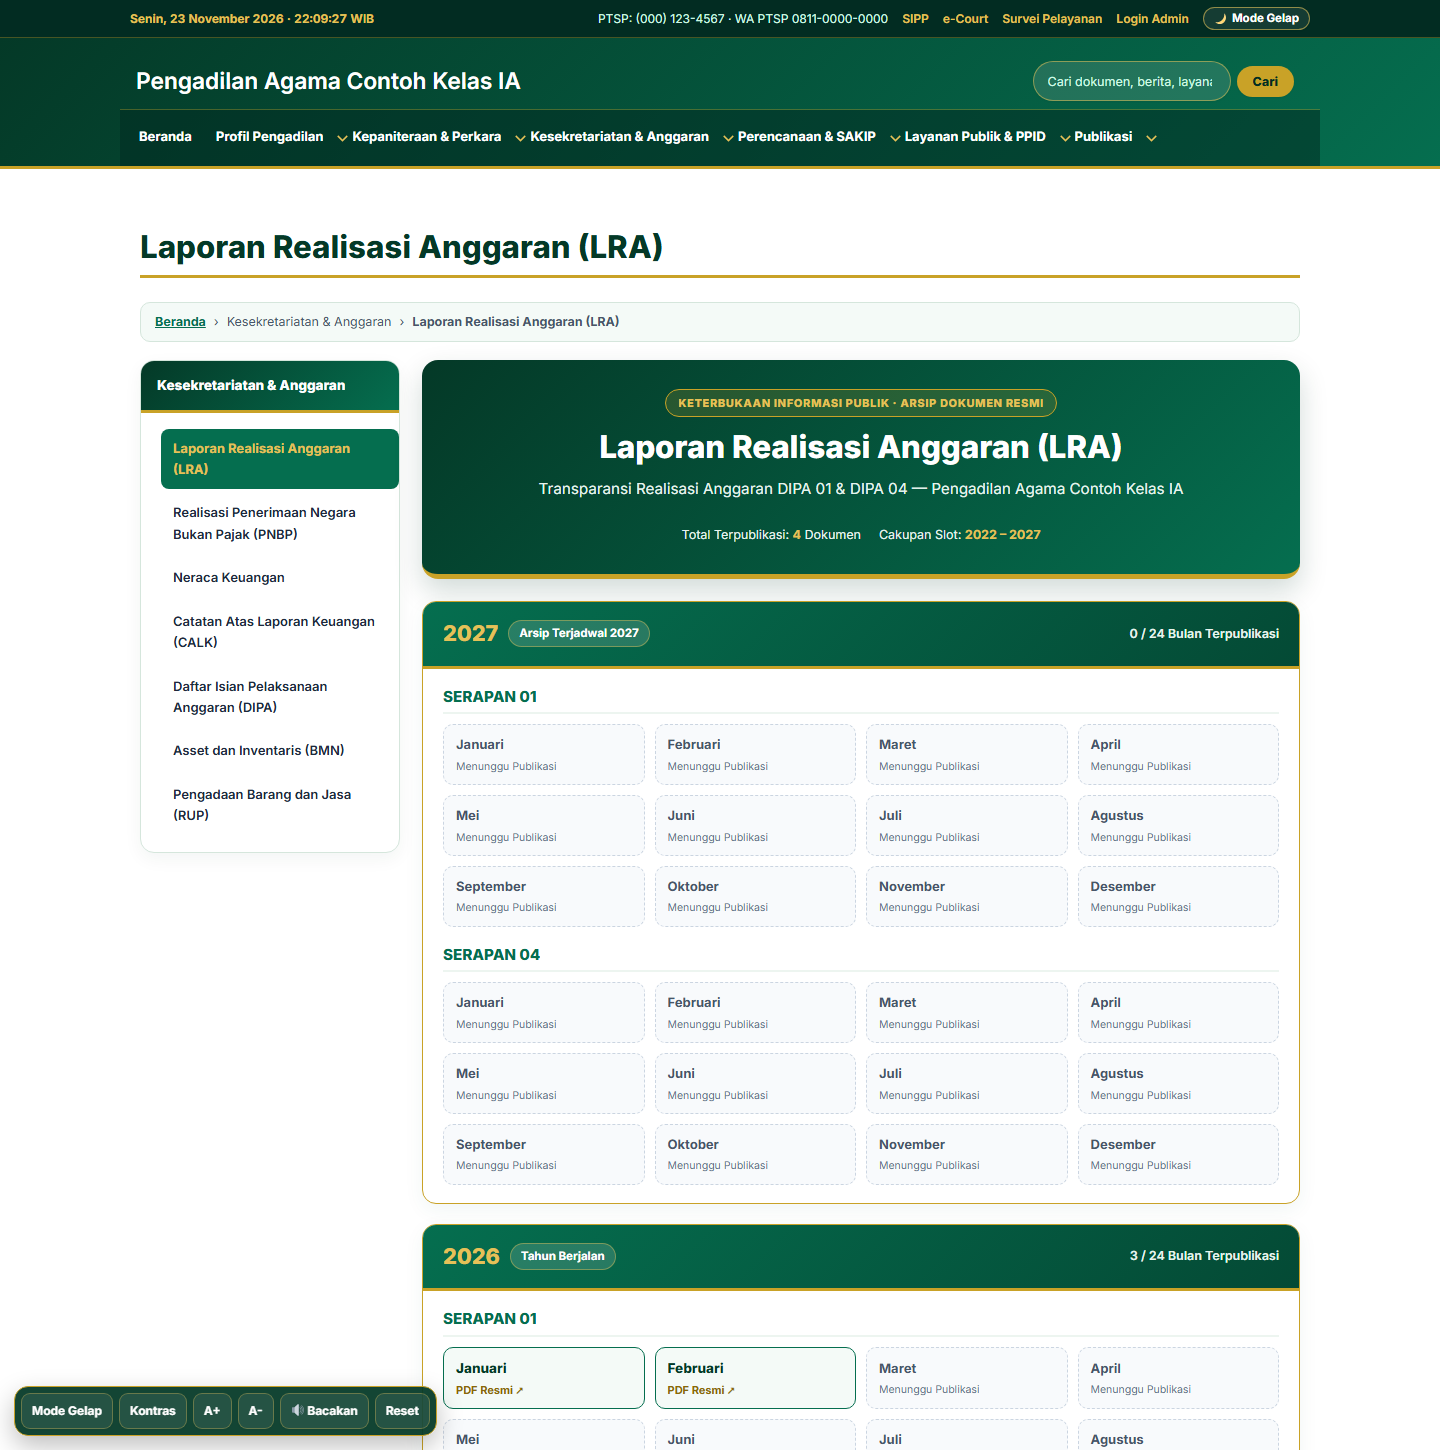 Senin, 23 November 2026 · 22:09:27 WIB
PTSP: (000) 123-4567 · WA PTSP 0811-0000-0000 SIPP e-Court Survei Pelayanan Login Admin Mode Gelap
Pengadilan Agama Contoh Kelas IA
Cari dokumen, berita, layana Cari
Beranda Profil Pengadilan Kepaniteraan & Perkara Kesekretariatan & Anggaran Perencanaan & SAKIP Layanan Publik & PPID Publikasi
Laporan Realisasi Anggaran (LRA)
Beranda › Kesekretariatan & Anggaran › Laporan Realisasi Anggaran (LRA)
Kesekretariatan & Anggaran
Laporan Realisasi Anggaran
(LRA)
Realisasi Penerimaan Negara
Bukan Pajak (PNBP)
Neraca Keuangan
Catatan Atas Laporan Keuangan
(CALK)
Daftar Isian Pelaksanaan
Anggaran (DIPA)
Asset dan Inventaris (BMN)
Pengadaan Barang dan Jasa
(RUP)
KETERBUKAAN INFORMASI PUBLIK · ARSIP DOKUMEN RESMI
Laporan Realisasi Anggaran (LRA)
Transparansi Realisasi Anggaran DIPA 01 & DIPA 04 — Pengadilan Agama Contoh Kelas IA
Total Terpublikasi: 4 Dokumen Cakupan Slot: 2022 – 2027
2027 Arsip Terjadwal 2027 0 / 24 Bulan Terpublikasi
SERAPAN 01
Januari Februari Maret April
Menunggu Publikasi Menunggu Publikasi Menunggu Publikasi Menunggu Publikasi
Mei Juni Juli Agustus
Menunggu Publikasi Menunggu Publikasi Menunggu Publikasi Menunggu Publikasi
September Oktober November Desember
Menunggu Publikasi Menunggu Publikasi Menunggu Publikasi Menunggu Publikasi
SERAPAN 04
Januari Februari Maret April
Menunggu Publikasi Menunggu Publikasi Menunggu Publikasi Menunggu Publikasi
Mei Juni Juli Agustus
Menunggu Publikasi Menunggu Publikasi Menunggu Publikasi Menunggu Publikasi
September Oktober November Desember
Menunggu Publikasi Menunggu Publikasi Menunggu Publikasi Menunggu Publikasi
2026 Tahun Berjalan 3 / 24 Bulan Terpublikasi
SERAPAN 01
Januari Februari Maret April
PDF Resmi ↗ PDF Resmi ↗ Menunggu Publikasi Menunggu Publikasi
Mei Juni Juli Agustus
Mode Gelap Kontras A+ A- Bacakan Reset